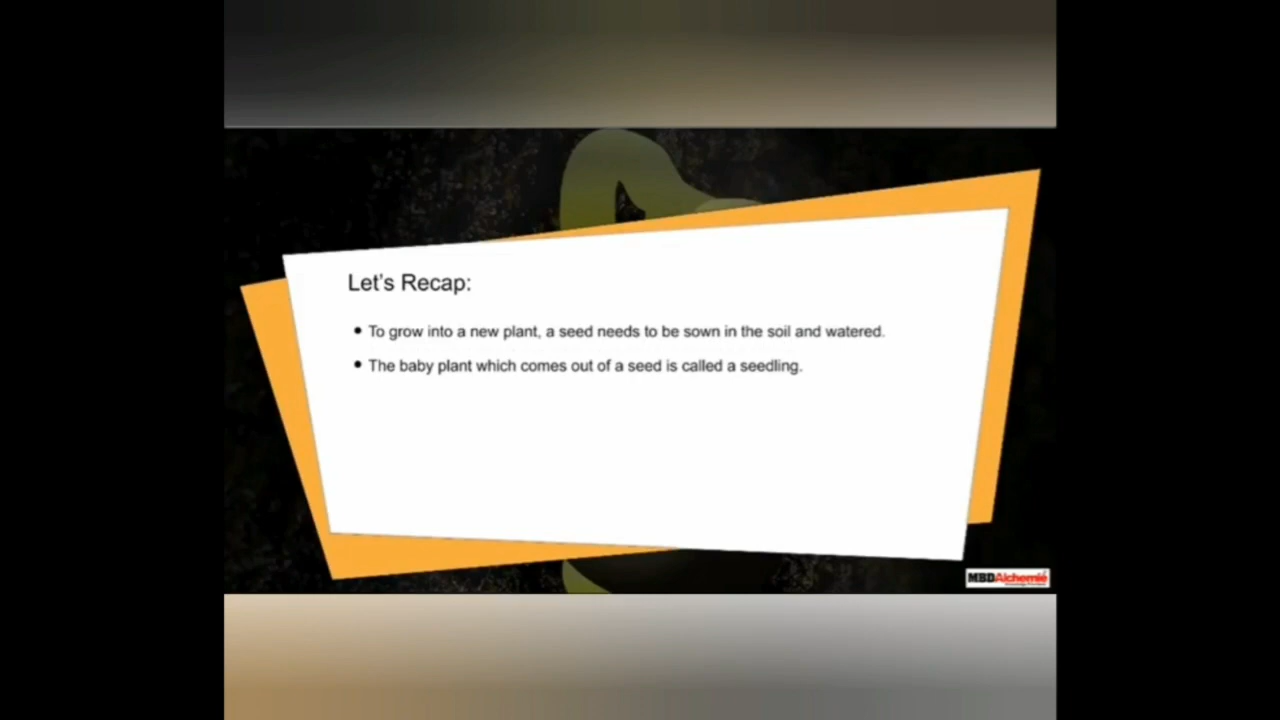 Let's Recap:
• To grow into a new plant, a seed needs to be sown in the soil and watered.
• The baby plant which comes out of a seed is called a seedling.
MBDAlchemie